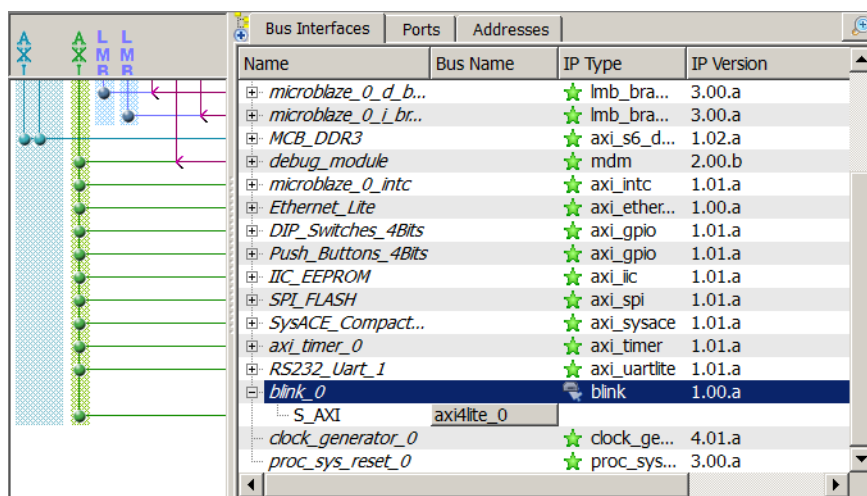 Bus Interfaces Ports Addresses
A A L L
X X M M
I I B B
Name Bus Name IP Type IP Version
microblaze_0_d_b... lmb_bra... 3.00.a
microblaze_0_i_br... lmb_bra... 3.00.a
MCB_DDR3 axi_s6_d... 1.02.a
debug_module mdm 2.00.b
microblaze_0_intc axi_intc 1.01.a
Ethernet_Lite axi_ether... 1.00.a
DIP_Switches_4Bits axi_gpio 1.01.a
Push_Buttons_4Bits axi_gpio 1.01.a
IIC_EEPROM axi_iic 1.01.a
SPI_FLASH axi_spi 1.01.a
SysACE_Compact... axi_sysace 1.01.a
axi_timer_0 axi_timer 1.01.a
RS232_Uart_1 axi_uartlite 1.01.a
blink_0 blink 1.00.a
S_AXI axi4lite_0
clock_generator_0 clock_ge... 4.01.a
proc_sys_reset_0 proc_sys... 3.00.a